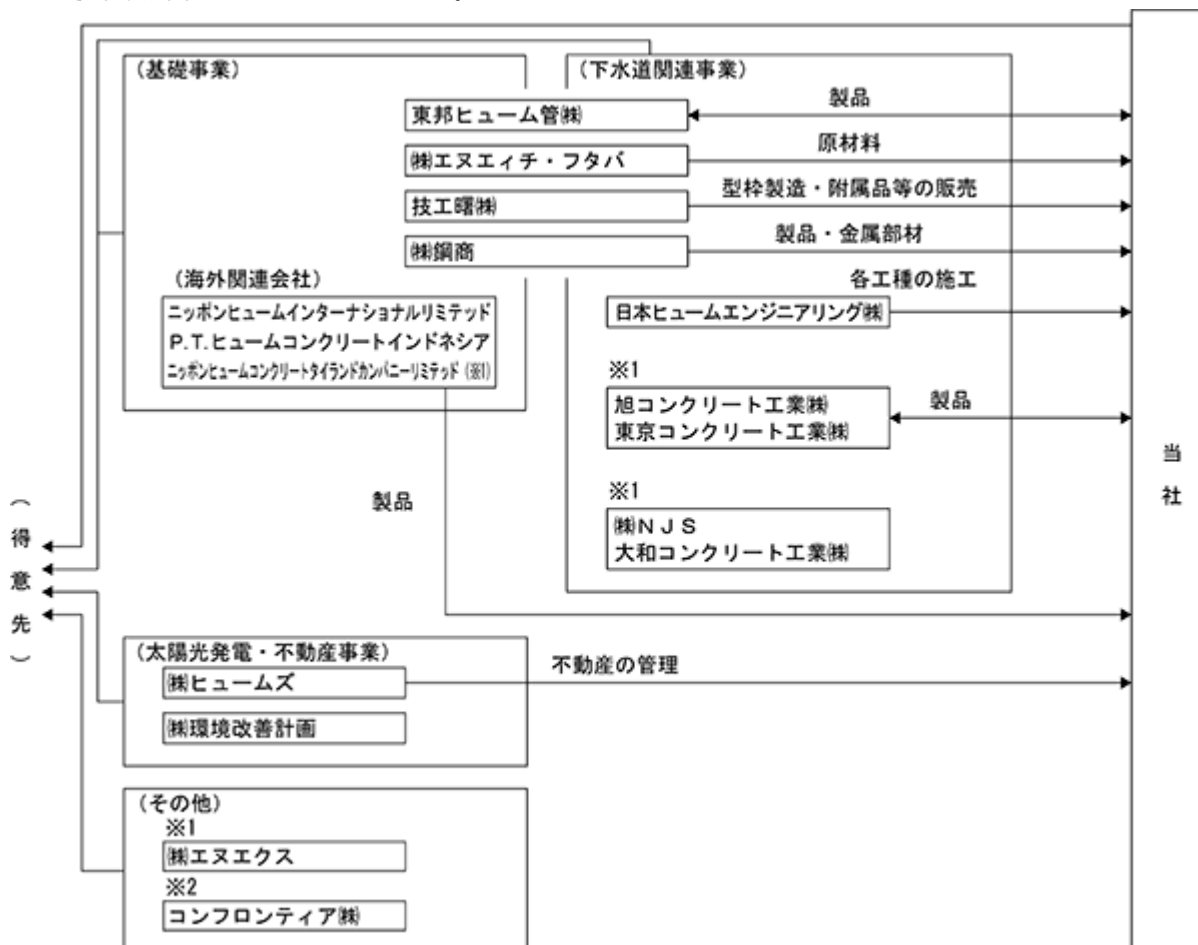 （基礎事業）
（下水道関連事業）
東邦ヒューム管㈱
製品
㈱エヌエィチ・フタバ
原材料
技工曙㈱
型枠製造・附属品等の販売
㈱鋼商
製品・金属部材
（海外関連会社）
ニッポンヒュームインターナショナルリミテッド
P.T.ヒュームコンクリートインドネシア
ニッポンヒュームコンクリートタイランドカンパニーリミテッド（※1）
各工種の施工
日本ヒュームエンジニアリング㈱
※1
旭コンクリート工業㈱
東京コンクリート工業㈱
製品
※1
㈱ＮＪＳ
大和コンクリート工業㈱
製品
当社
（得意先）
（太陽光発電・不動産事業）
㈱ヒュームズ
不動産の管理
㈱環境改善計画
（その他）
※1
㈱エヌエクス
※2
コンフロンティア㈱